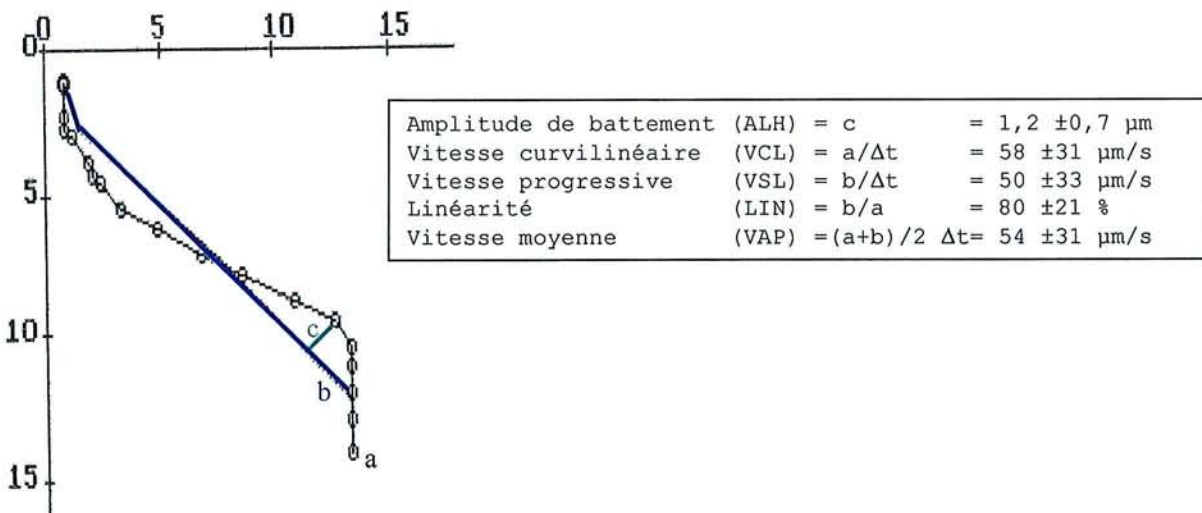 0 5 10 15
0
Amplitude de battement (ALH) = c = 1,2 ±0,7 µm
Vitesse curvilinéaire (VCL) = a/Δt = 58 ±31 µm/s
Vitesse progressive (VSL) = b/Δt = 50 ±33 µm/s
Linéarité (LIN) = b/a = 80 ±21 %
Vitesse moyenne (VAP) =(a+b)/2 Δt= 54 ±31 µm/s
5
10
c
b
a
15